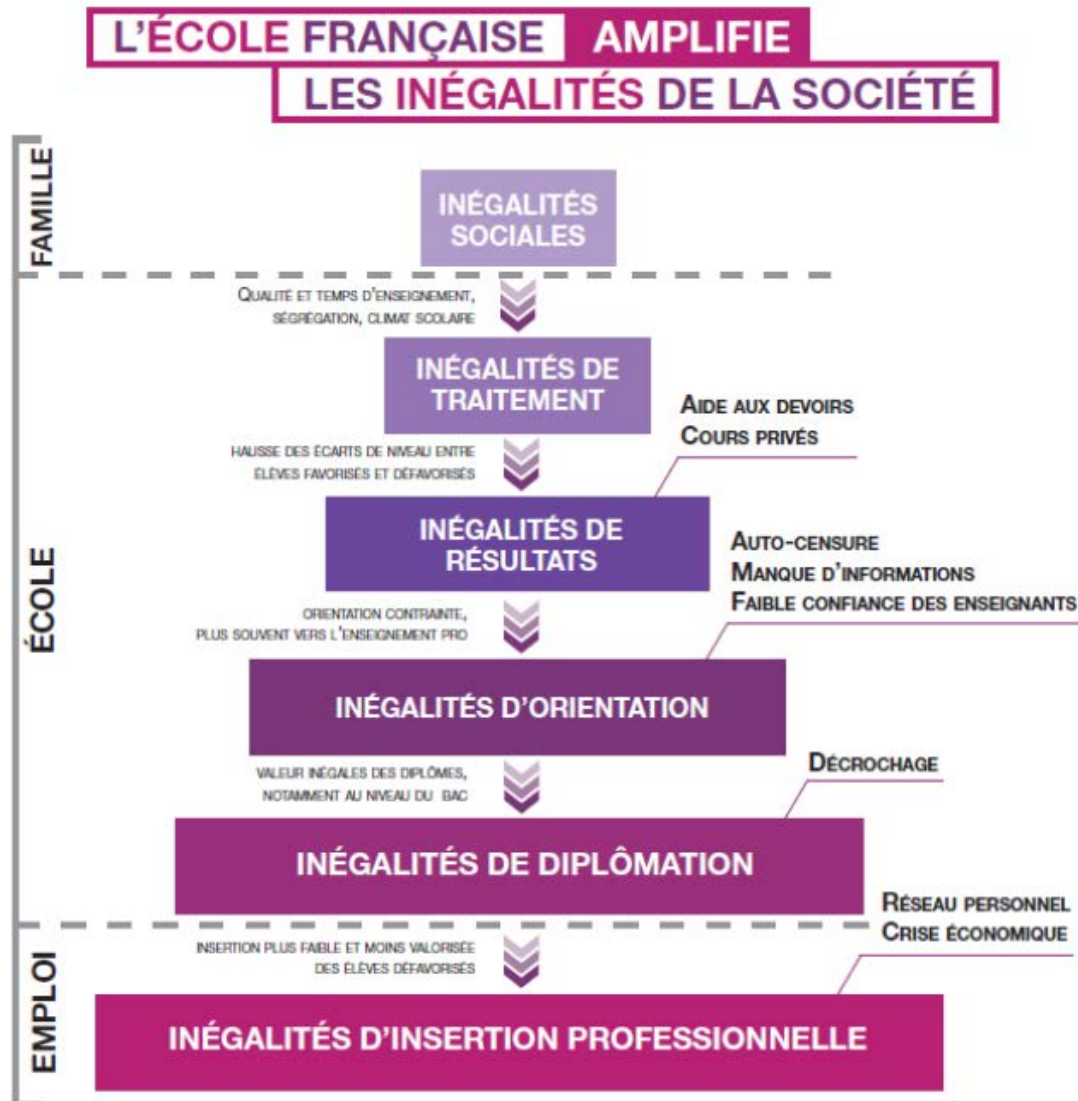 L'ÉCOLE FRANÇAISE AMPLIFIE
LES INÉGALITÉS DE LA SOCIÉTÉ
FAMILLE
INÉGALITÉS
SOCIALES
QUALITÉ ET TEMPS D'ENSEIGNEMENT,
SÉGRÉGATION, CLIMAT SCOLAIRE
ÉCOLE
INÉGALITÉS DE
TRAITEMENT
HAUSSE DES ÉCARTS DE NIVEAU ENTRE
ÉLÈVES FAVORISÉS ET DÉFAVORISÉS
AIDE AUX DEVOIRS
COURS PRIVÉS
INÉGALITÉS DE
RÉSULTATS
ORIENTATION CONTRAINTE,
PLUS SOUVENT VERS L'ENSEIGNEMENT PRO
AUTO-CENSURE
MANQUE D'INFORMATIONS
FAIBLE CONFIANCE DES ENSEIGNANTS
INÉGALITÉS D'ORIENTATION
VALEUR INÉGALES DES DIPLÔMES,
NOTAMMENT AU NIVEAU DU BAC
DÉCROCHAGE
INÉGALITÉS DE DIPLÔMATION
EMPLOI
INSERTION PLUS FAIBLE ET MOINS VALORISÉE
DES ÉLÈVES DÉFAVORISÉS
RÉSEAU PERSONNEL
CRISE ÉCONOMIQUE
INÉGALITÉS D'INSERTION PROFESSIONNELLE